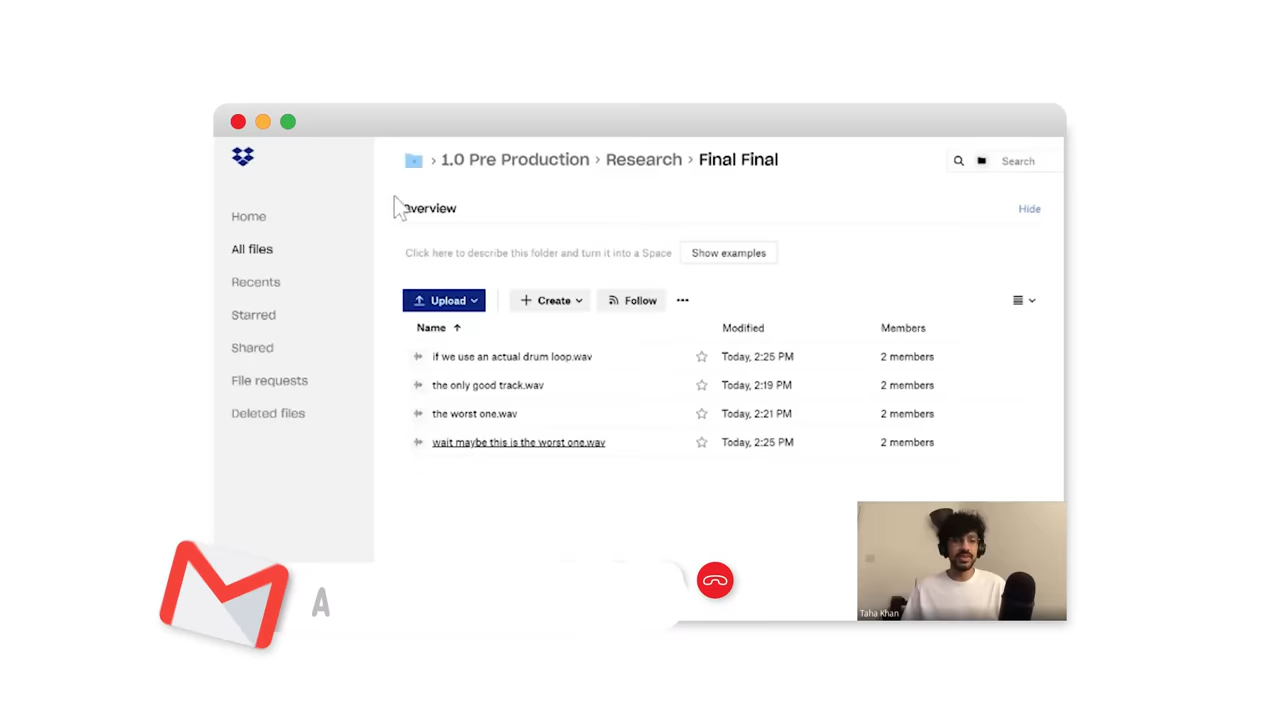 1.0 Pre Production › Research › Final Final
Search
Overview
Hide
Click here to describe this folder and turn it into a Space
Show examples
Home
All files
Recents
Starred
Shared
File requests
Deleted files
Upload
Create
Follow
Name
Modified
Members
if we use an actual drum loop.wav
Today, 2:25 PM
2 members
the only good track.wav
Today, 2:19 PM
2 members
the worst one.wav
Today, 2:21 PM
2 members
wait maybe this is the worst one.wav
Today, 2:25 PM
2 members
A
Taha Khan